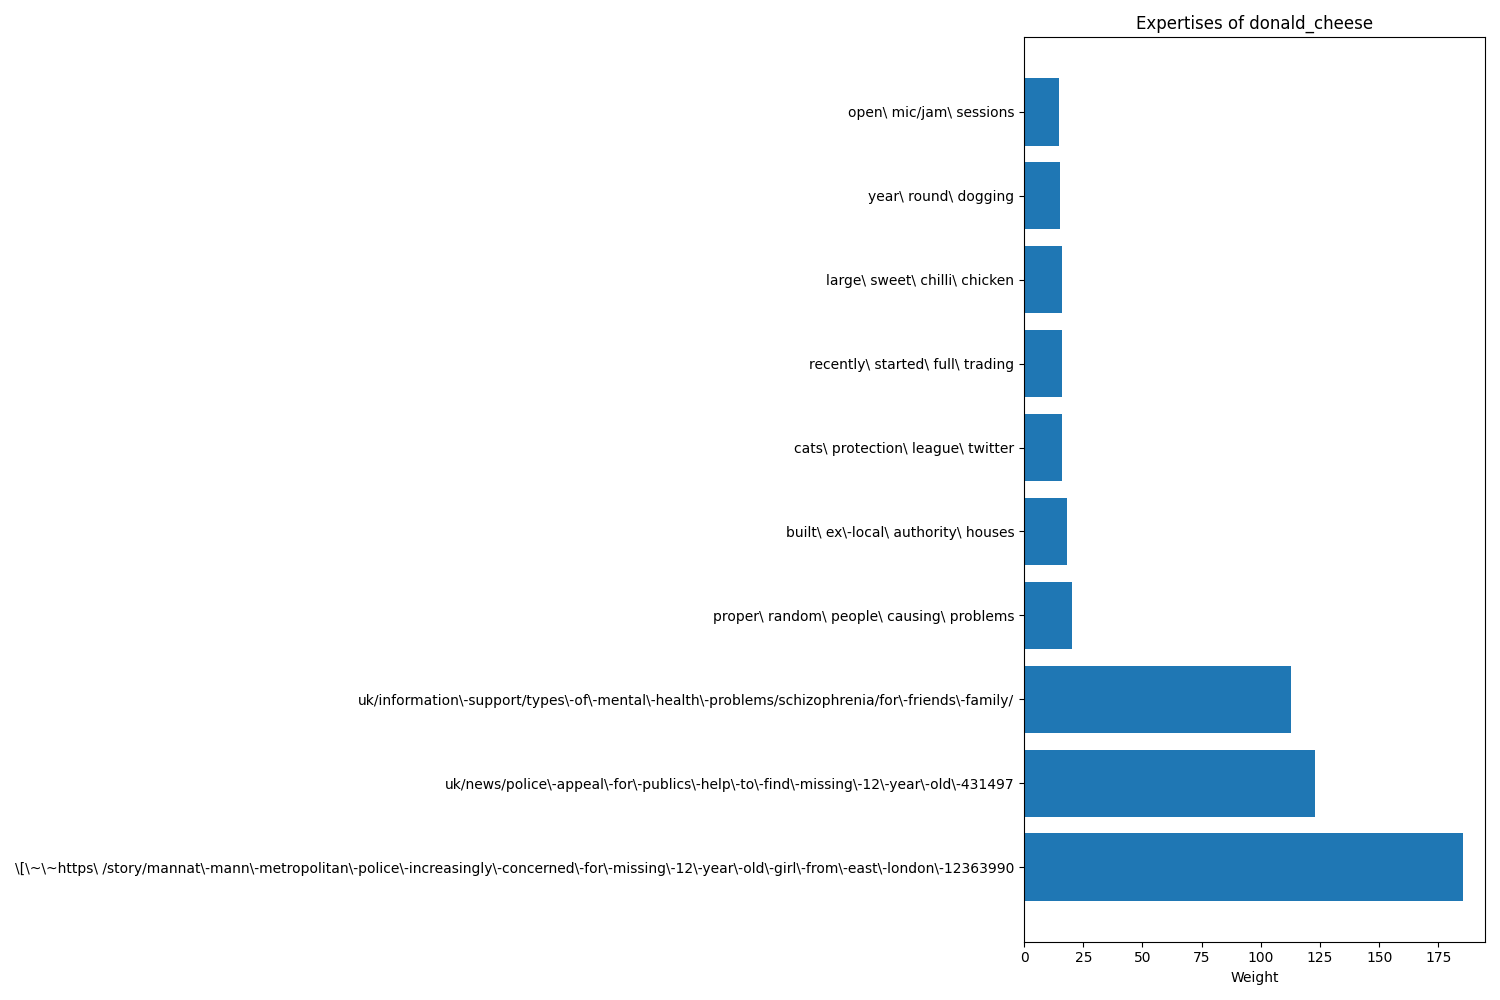 Expertises of donald_cheese
open\ mic/jam\ sessions
year\ round\ dogging
large\ sweet\ chilli\ chicken
recently\ started\ full\ trading
cats\ protection\ league\ twitter
built\ ex\-local\ authority\ houses
proper\ random\ people\ causing\ problems
uk/information\-support/types\-of\-mental\-health\-problems/schizophrenia/for\-friends\-family/
uk/news/police\-appeal\-for\-publics\-help\-to\-find\-missing\-12\-year\-old\-431497
\[\~\~https\ /story/mannat\-mann\-metropolitan\-police\-increasingly\-concerned\-for\-missing\-12\-year\-old\-girl\-from\-east\-london\-12363990
0 25 50 75 100 125 150 175
Weight